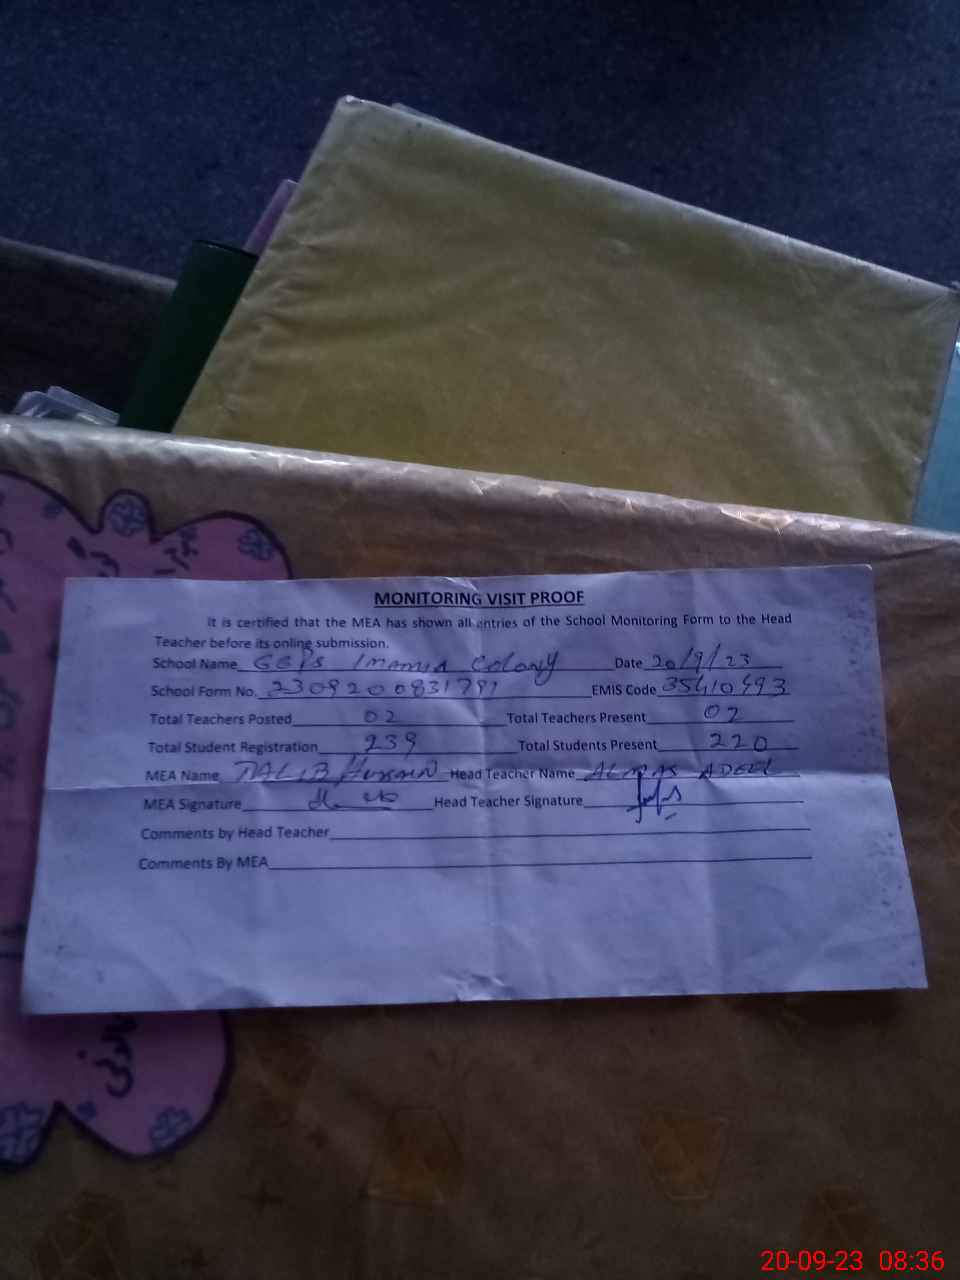 MONITORING VISIT PROOF
It is certified that the MEA has shown all entries of the School Monitoring Form to the Head
Teacher before its online submission.
School Name GGPS Imamia Colony Date 20/9/23
School Form No. 2309200831791 EMIS Code 35410493
Total Teachers Posted 02 Total Teachers Present 02
Total Student Registration 239 Total Students Present 220
MEA Name TALIB Hussain Head Teacher Name ALMAS ADEEL
MEA Signature Head Teacher Signature
Comments by Head Teacher
Comments By MEA
20-09-23 08:36